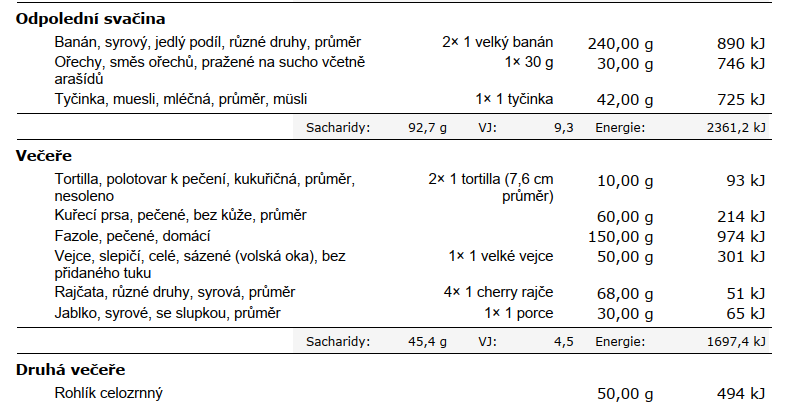 Odpolední svačina
Banán, syrový, jedlý podíl, různé druhy, průměr 2× 1 velký banán 240,00 g 890 kJ
Ořechy, směs ořechů, pražené na sucho včetně 1× 30 g 30,00 g 746 kJ
arašídů
Tyčinka, muesli, mléčná, průměr, müsli 1× 1 tyčinka 42,00 g 725 kJ
Sacharidy: 92,7 g VJ: 9,3 Energie: 2361,2 kJ
Večeře
Tortilla, polotovar k pečení, kukuřičná, průměr, 2× 1 tortilla (7,6 cm 10,00 g 93 kJ
nesoleno průměr)
Kuřecí prsa, pečené, bez kůže, průměr 60,00 g 214 kJ
Fazole, pečené, domácí 150,00 g 974 kJ
Vejce, slepičí, celé, sázené (volská oka), bez 1× 1 velké vejce 50,00 g 301 kJ
přidaného tuku
Rajčata, různé druhy, syrová, průměr 4× 1 cherry rajče 68,00 g 51 kJ
Jablko, syrové, se slupkou, průměr 1× 1 porce 30,00 g 65 kJ
Sacharidy: 45,4 g VJ: 4,5 Energie: 1697,4 kJ
Druhá večeře
Rohlík celozrnný 50,00 g 494 kJ